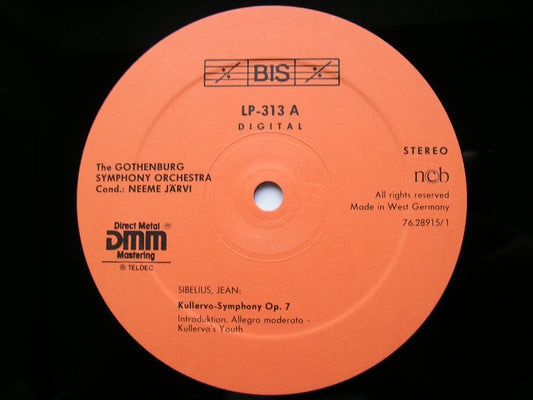 BIS
LP-313 A
DIGITAL
The GOTHENBURG
SYMPHONY ORCHESTRA
Cond.: NEEME JÄRVI
STEREO
ncb
All rights reserved
Made in West Germany
76.28915/1
Direct Metal ®
DMM
Mastering
® TELDEC
SIBELIUS, JEAN:
Kullervo-Symphony Op. 7
Introduktion. Allegro moderato -
Kullervo's Youth